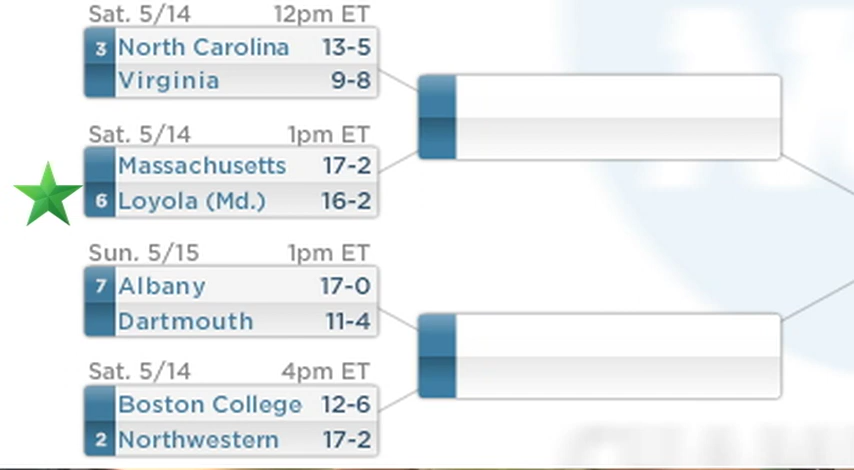 Sat. 5/14 12pm ET
3 North Carolina 13-5
Virginia 9-8
Sat. 5/14 1pm ET
Massachusetts 17-2
6 Loyola (Md.) 16-2
Sun. 5/15 1pm ET
7 Albany 17-0
Dartmouth 11-4
Sat. 5/14 4pm ET
Boston College 12-6
2 Northwestern 17-2